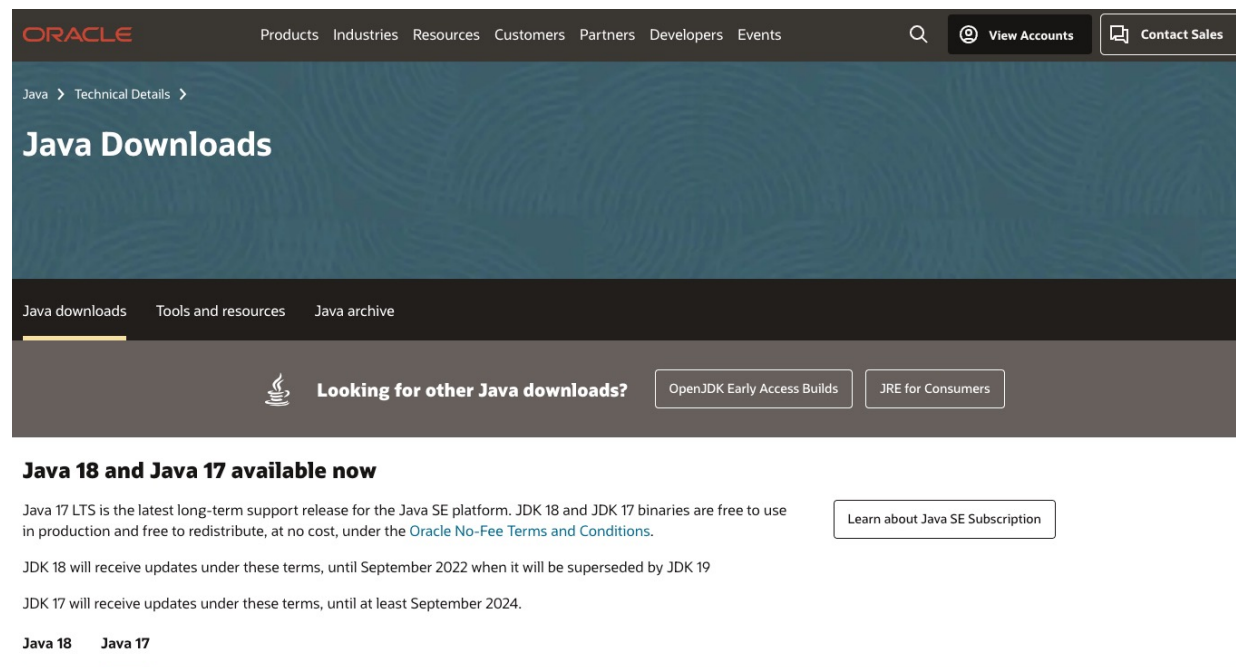 ORACLE Products Industries Resources Customers Partners Developers Events View Accounts Contact Sales
Java > Technical Details >
Java Downloads
Java downloads Tools and resources Java archive
Looking for other Java downloads? OpenJDK Early Access Builds JRE for Consumers
Java 18 and Java 17 available now
Java 17 LTS is the latest long-term support release for the Java SE platform. JDK 18 and JDK 17 binaries are free to use
in production and free to redistribute, at no cost, under the Oracle No-Fee Terms and Conditions.
Learn about Java SE Subscription
JDK 18 will receive updates under these terms, until September 2022 when it will be superseded by JDK 19
JDK 17 will receive updates under these terms, until at least September 2024.
Java 18 Java 17